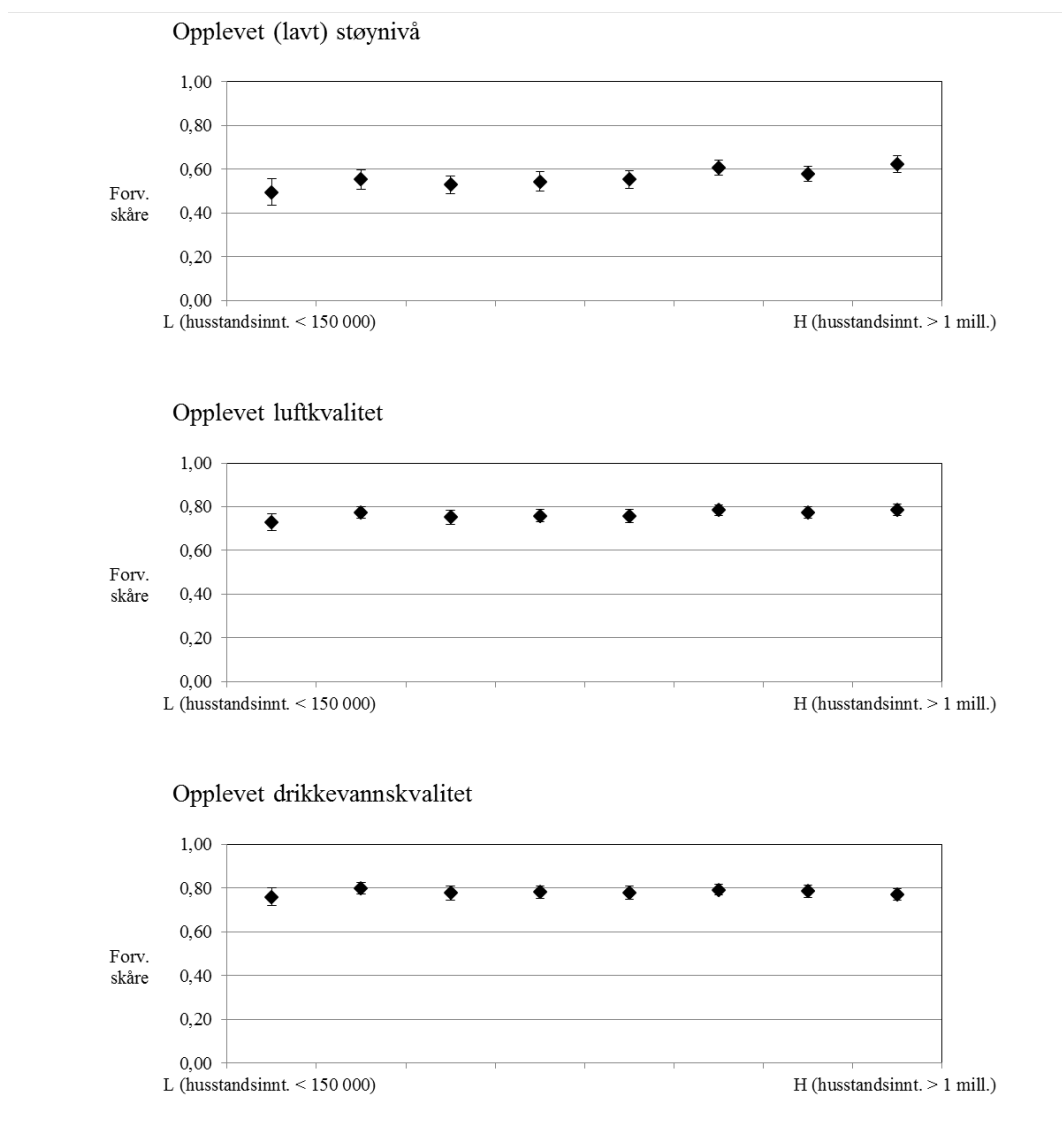 Opplevet (lavt) støynivå
1,00
0,80
0,60
Forv.
skåre
0,40
0,20
0,00
L (husstandsinnt. < 150 000)
H (husstandsinnt. > 1 mill.)
Opplevet luftkvalitet
1,00
0,80
0,60
Forv.
skåre
0,40
0,20
0,00
L (husstandsinnt. < 150 000)
H (husstandsinnt. > 1 mill.)
Opplevet drikkevannskvalitet
1,00
0,80
0,60
Forv.
skåre
0,40
0,20
0,00
L (husstandsinnt. < 150 000)
H (husstandsinnt. > 1 mill.)